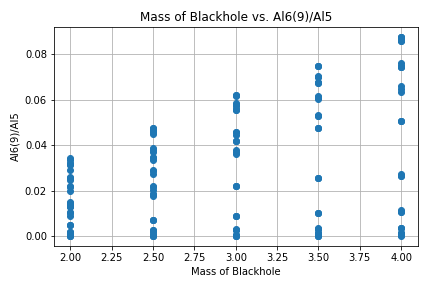 Mass of Blackhole vs. Al6(9)/Al5
Al6(9)/Al5
0.08
0.06
0.04
0.02
0.00
2.00 2.25 2.50 2.75 3.00 3.25 3.50 3.75 4.00
Mass of Blackhole